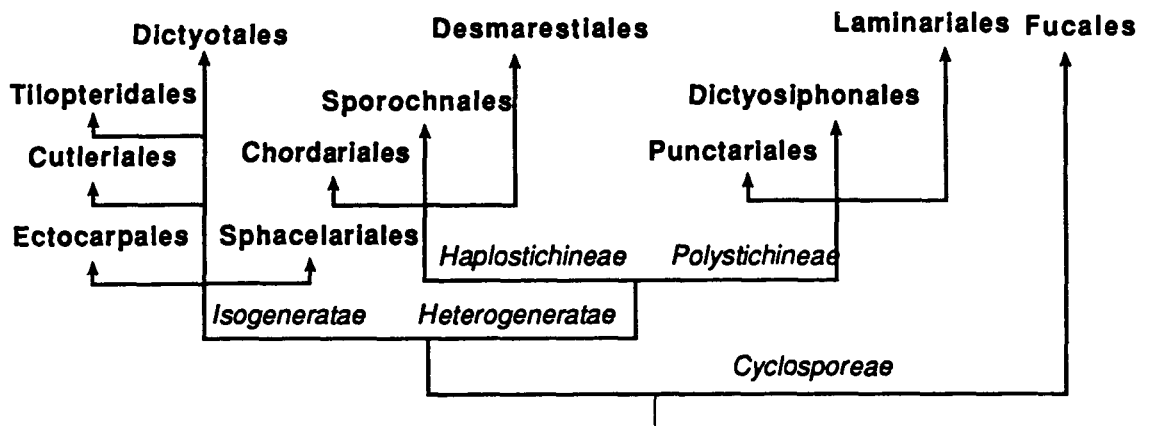 Dictyotales
Desmarestiales
Laminariales
Fucales
Tilopteridales
Sporochnales
Dictyosiphonales
Cutleriales
Chordariales
Punctariales
Ectocarpales
Sphacelariales
Haplostichineae
Polystichineae
Isogeneratae
Heterogeneratae
Cyclosporeae